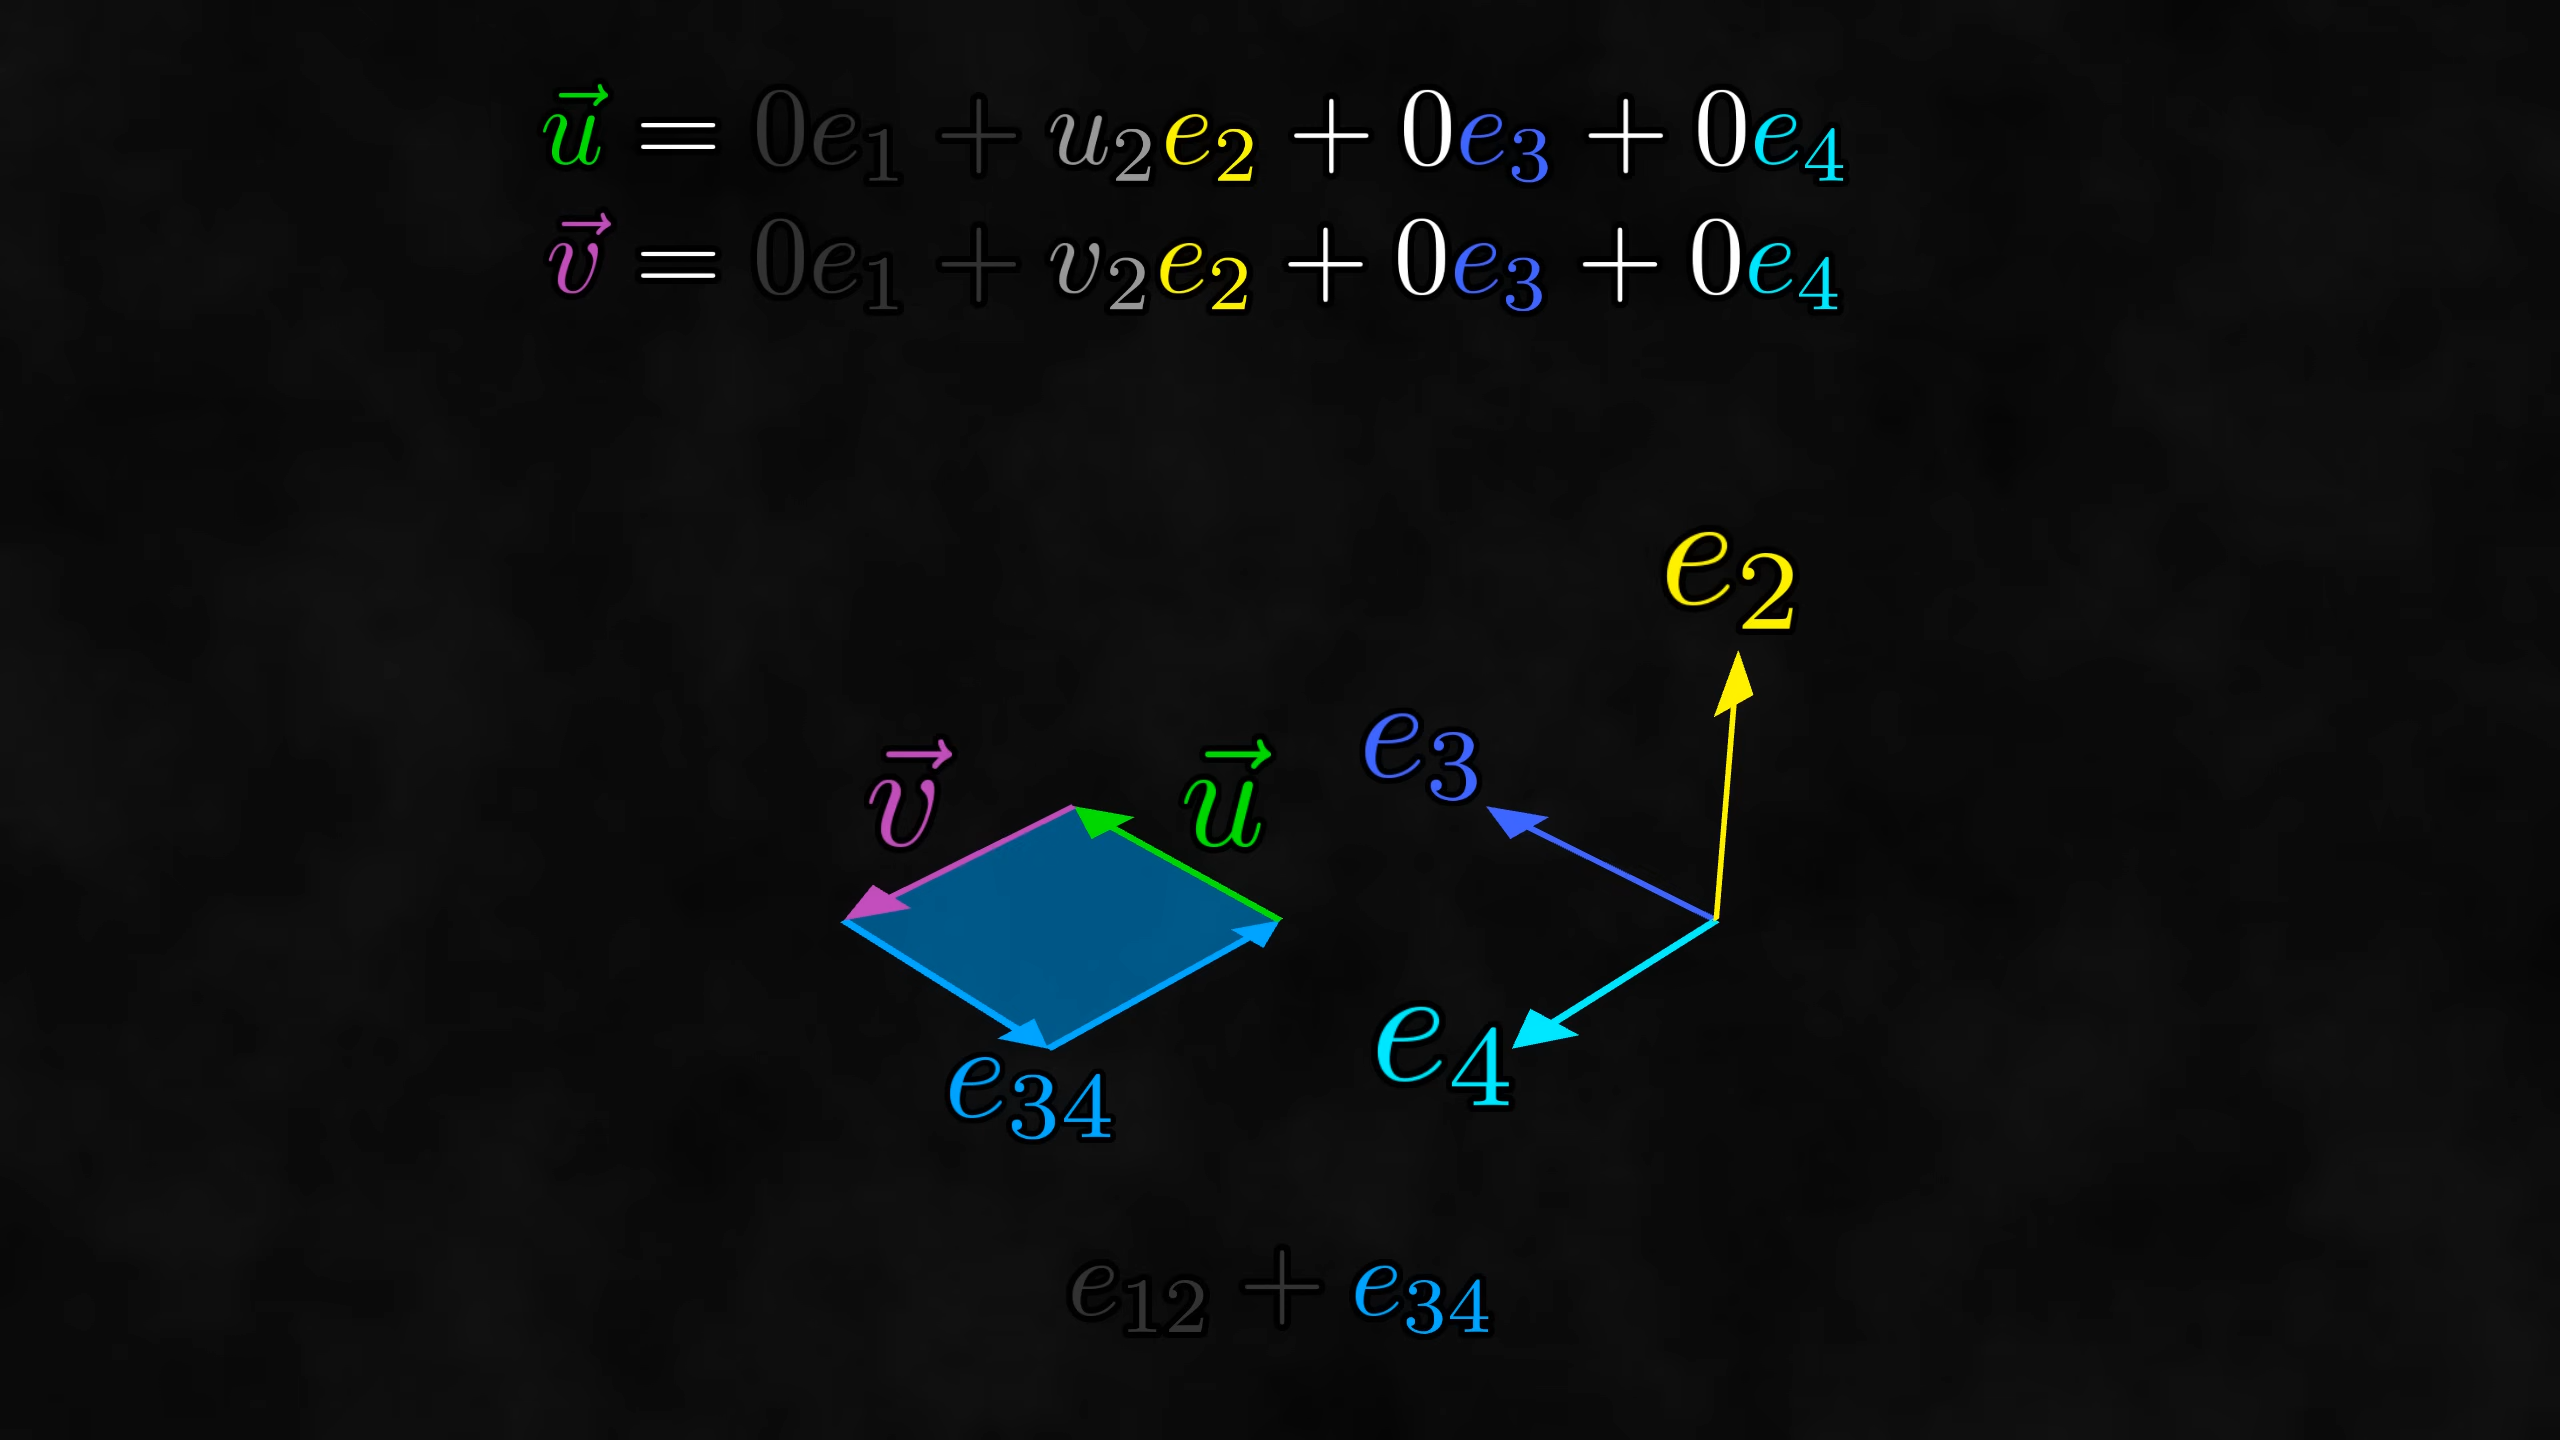 u⃗ = 0e₁ + u₂e₂ + 0e₃ + 0e₄
v⃗ = 0e₁ + v₂e₂ + 0e₃ + 0e₄
e₂
e₃
v⃗
u⃗
e₄
e₃₄
e₁₂ + e₃₄